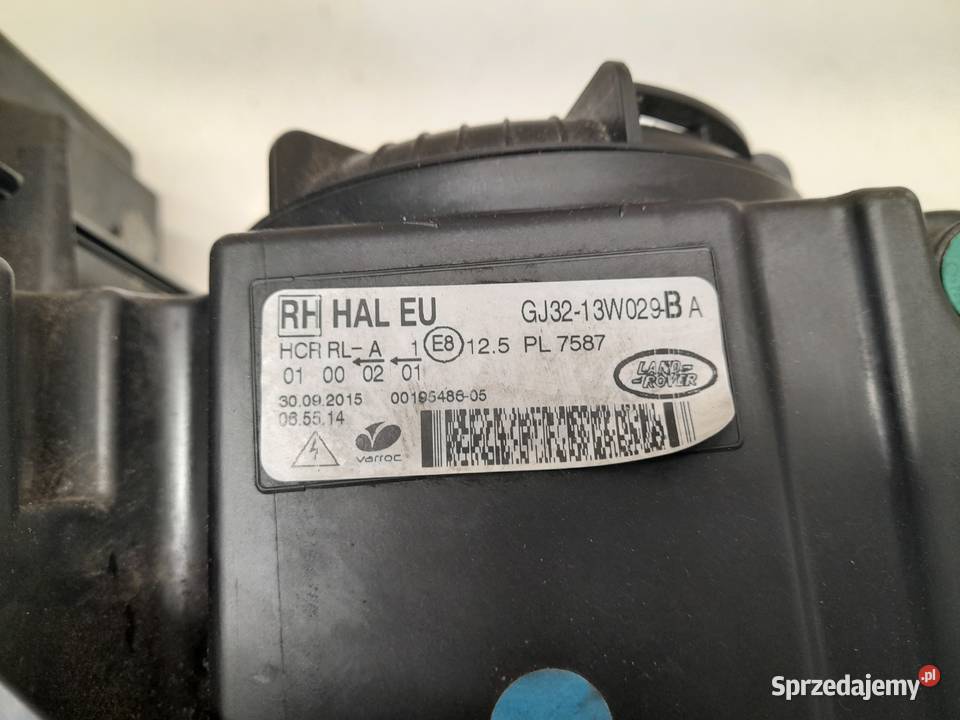 RH HAL EU GJ32-13W029-B A
HCR RL- A 1 E8 12.5 PL 7587
01 00 02 01
LAND-
-ROVER
30.09.2015 00195486-05
06.55.14
varroc
Sprzedajemy.pl